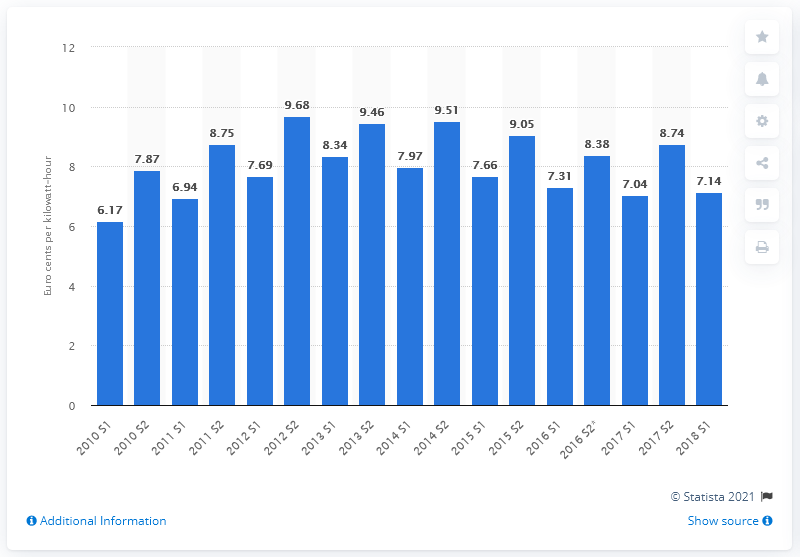 12
10
8
6
4
2
0
Euro cents per kilowatt-hour
6.17
7.87
6.94
8.75
7.69
9.68
8.34
9.46
7.97
9.51
7.66
9.05
7.31
8.38
7.04
8.74
7.14
2010 S1
2010 S2
2011 S1
2011 S2
2012 S1
2012 S2
2013 S1
2013 S2
2014 S1
2014 S2
2015 S1
2015 S2
2016 S1
2016 S2*
2017 S1
2017 S2
2018 S1
© Statista 2021
Additional Information
Show source